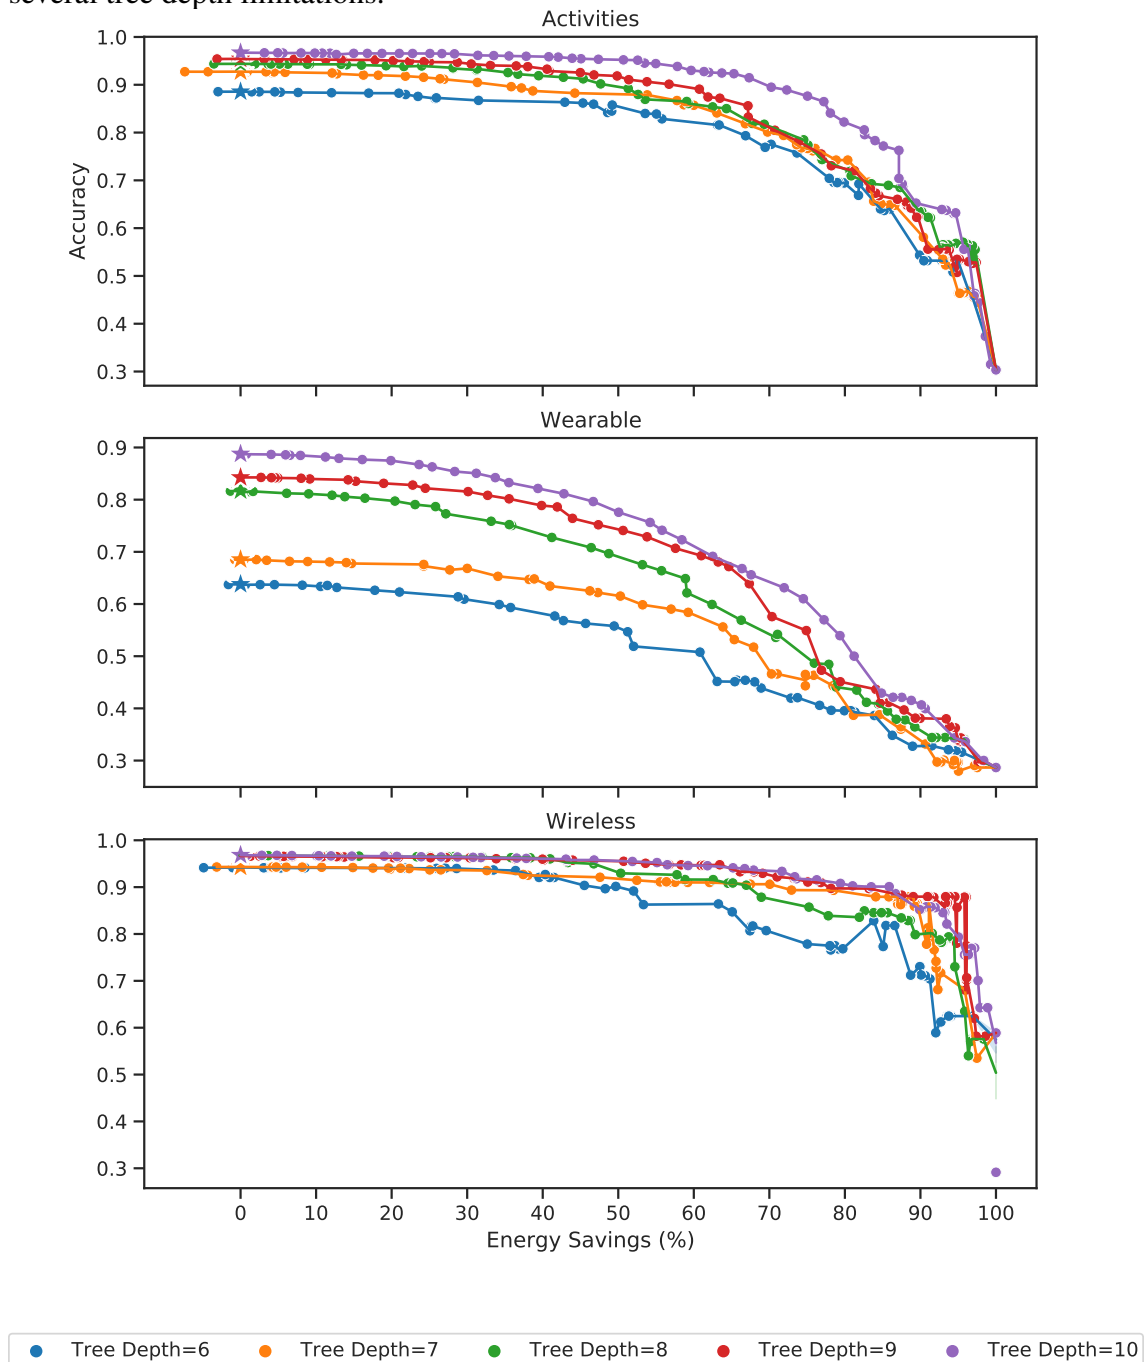 several tree depth limitations.
Activities
1.0
0.9
0.8
0.7
0.6
0.5
0.4
0.3
Accuracy
Wearable
0.9
0.8
0.7
0.6
0.5
0.4
0.3
Wireless
1.0
0.9
0.8
0.7
0.6
0.5
0.4
0.3
0 10 20 30 40 50 60 70 80 90 100
Energy Savings (%)
Tree Depth=6 Tree Depth=7 Tree Depth=8 Tree Depth=9 Tree Depth=10